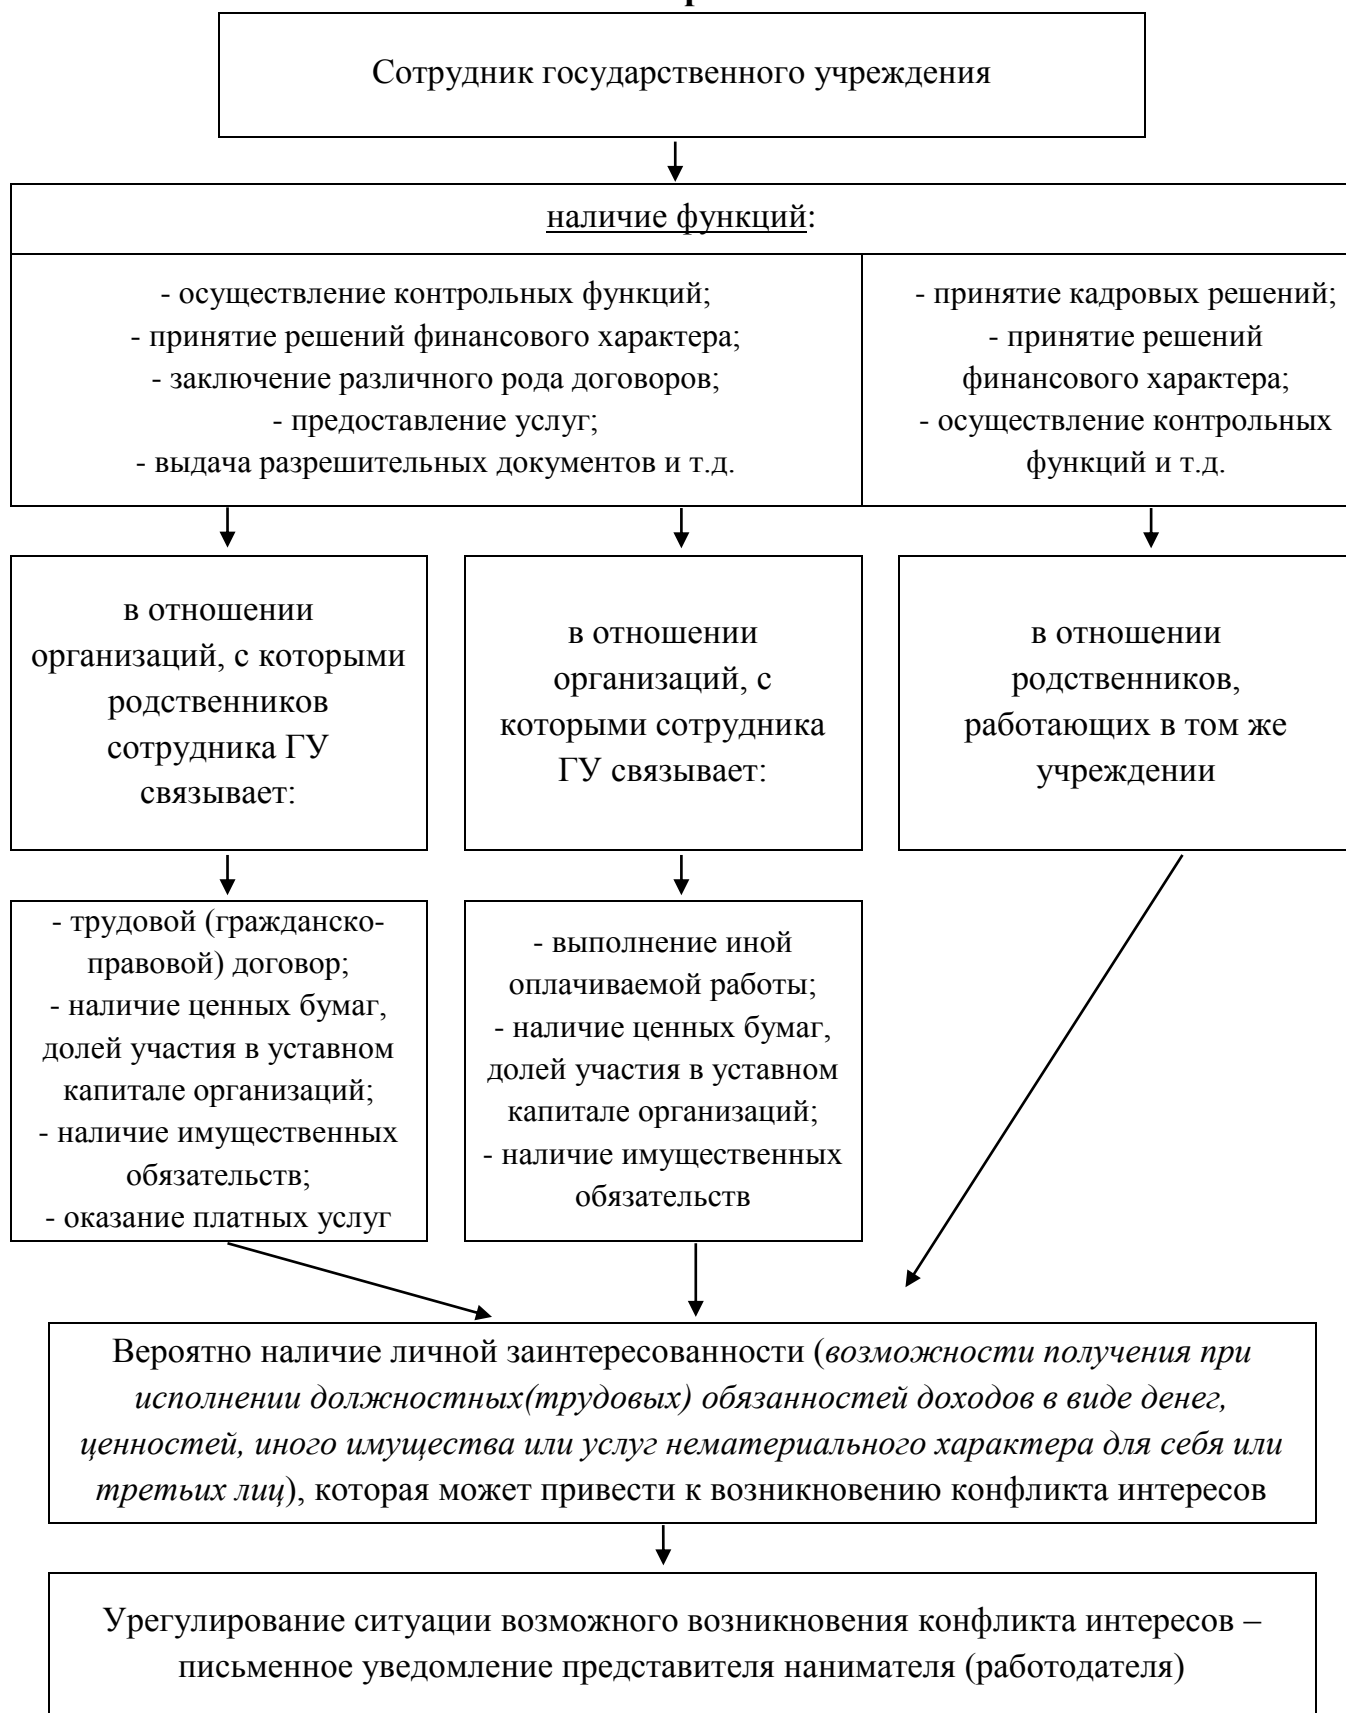 Сотрудник государственного учреждения
наличие функций:
- осуществление контрольных функций;
- принятие решений финансового характера;
- заключение различного рода договоров;
- предоставление услуг;
- выдача разрешительных документов и т.д.
- принятие кадровых решений;
- принятие решений
финансового характера;
- осуществление контрольных
функций и т.д.
в отношении
организаций, с которыми
родственников
сотрудника ГУ
связывает:
в отношении
организаций, с
которыми сотрудника
ГУ связывает:
в отношении
родственников,
работающих в том же
учреждении
- трудовой (гражданско-
правовой) договор;
- наличие ценных бумаг,
долей участия в уставном
капитале организаций;
- наличие имущественных
обязательств;
- оказание платных услуг
- выполнение иной
оплачиваемой работы;
- наличие ценных бумаг,
долей участия в уставном
капитале организаций;
- наличие имущественных
обязательств
Вероятно наличие личной заинтересованности (возможности получения при
исполнении должностных(трудовых) обязанностей доходов в виде денег,
ценностей, иного имущества или услуг нематериального характера для себя или
третьих лиц), которая может привести к возникновению конфликта интересов
Урегулирование ситуации возможного возникновения конфликта интересов –
письменное уведомление представителя нанимателя (работодателя)